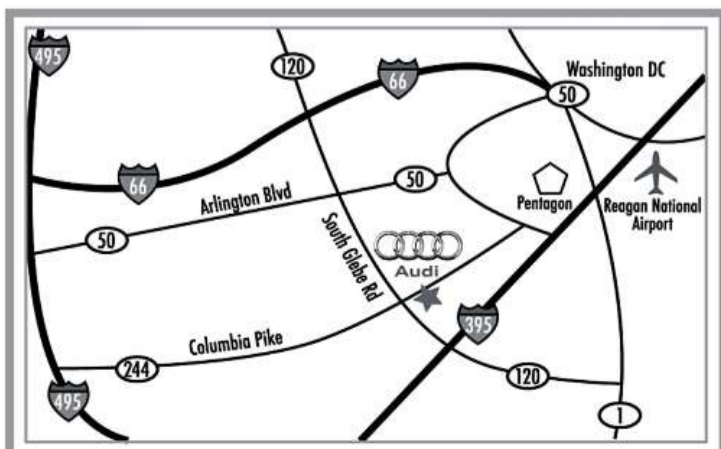 495
120
66
Washington DC
50
66
Arlington Blvd
50
Pentagon
Reagan National
Airport
50
South Glebe Rd
Audi
Columbia Pike
395
244
120
495
1